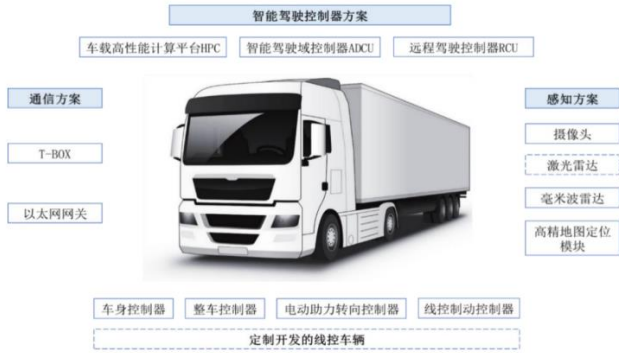 智能驾驶控制器方案
车载高性能计算平台HPC
智能驾驶域控制器ADCU
远程驾驶控制器RCU
通信方案
T-BOX
以太网网关
感知方案
摄像头
激光雷达
毫米波雷达
高精地图定位
模块
车身控制器
整车控制器
电动助力转向控制器
线控制动控制器
定制开发的线控车辆